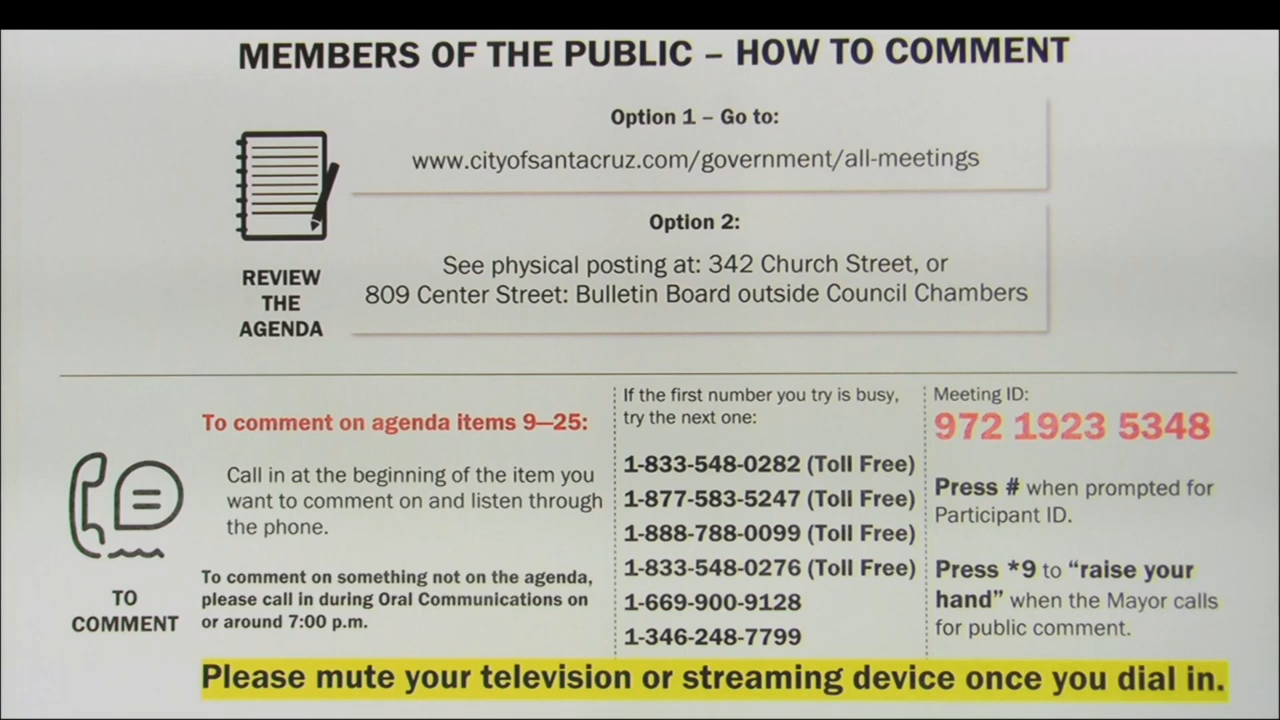 MEMBERS OF THE PUBLIC – HOW TO COMMENT
Option 1 – Go to:
www.cityofsantacruz.com/government/all-meetings
Option 2:
See physical posting at: 342 Church Street, or
809 Center Street: Bulletin Board outside Council Chambers
REVIEW
THE
AGENDA
To comment on agenda items 9—25:
Call in at the beginning of the item you
want to comment on and listen through
the phone.
To comment on something not on the agenda,
please call in during Oral Communications on
or around 7:00 p.m.
TO
COMMENT
If the first number you try is busy,
try the next one:
1-833-548-0282 (Toll Free)
1-877-583-5247 (Toll Free)
1-888-788-0099 (Toll Free)
1-833-548-0276 (Toll Free)
1-669-900-9128
1-346-248-7799
Meeting ID:
972 1923 5348
Press # when prompted for
Participant ID.
Press *9 to “raise your
hand” when the Mayor calls
for public comment.
Please mute your television or streaming device once you dial in.